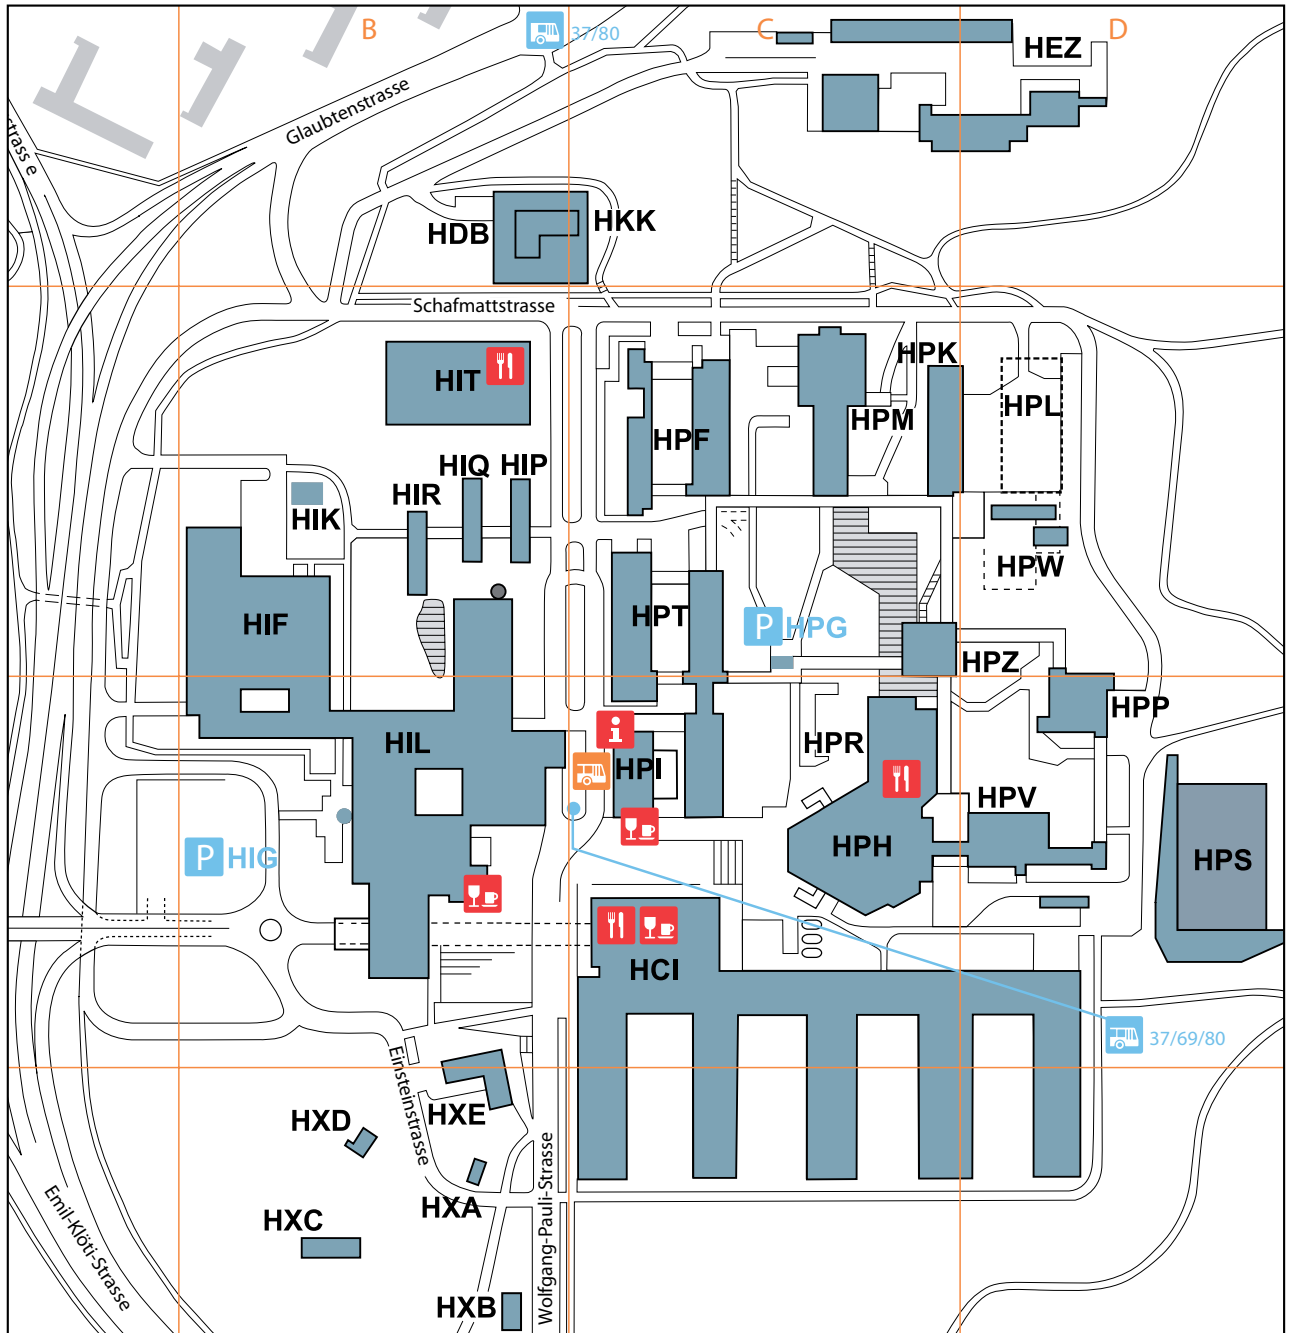 B
37/80
C
D
HEZ
Glaubtenstrasse
strass e
HDB
HKK
Schafmattstrasse
HIT
HPK
HPL
HPM
HPF
HIQ
HIP
HIR
HIK
HPW
HIF
HPT
P HPG
HPZ
HPP
HIL
HPR
i
HPI
HPV
P HIG
HPH
HPS
HCI
37/69/80
Einsteinstrasse
HXE
HXD
HXA
Wolfgang-Pauli-Strasse
HXC
Emil-Klöti-Strasse
HXB